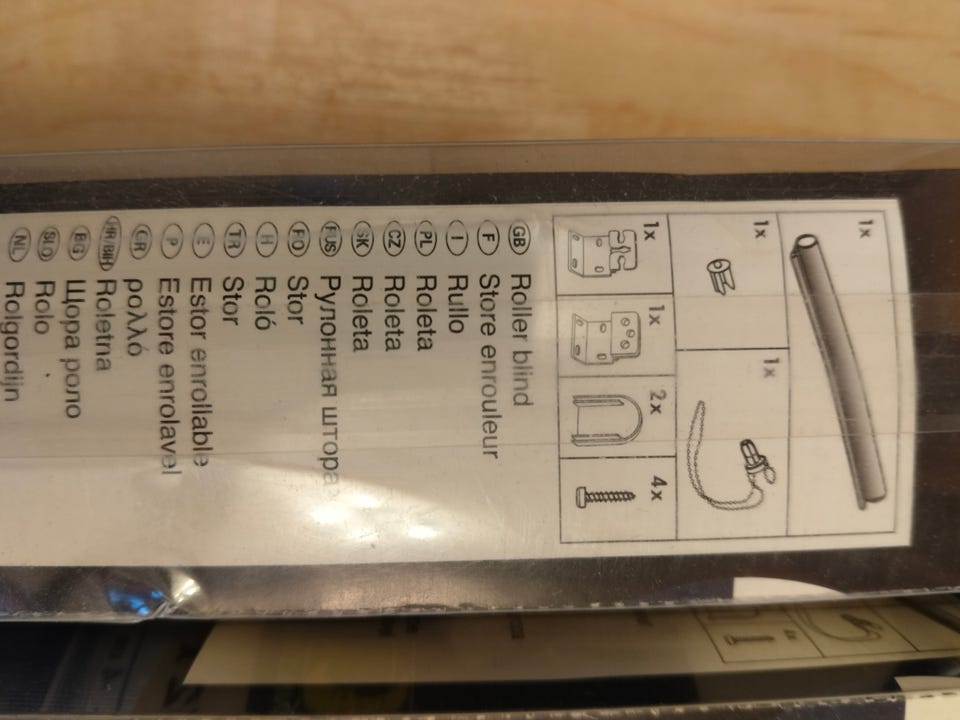 1x
1x
1x
1x
1x
2x
4x
GB Roller blind
F Store enrouleur
I Rullo
PL Roleta
CZ Roleta
SK Roleta
RUS Рулонная штора
RO Stor
H Roló
TR Stor
E Estor enrollable
P Estore enrolavel
GR ρολλό
HR/BIH Roletna
BG Щора роло
SLO Rolo
NL Rolgordijn